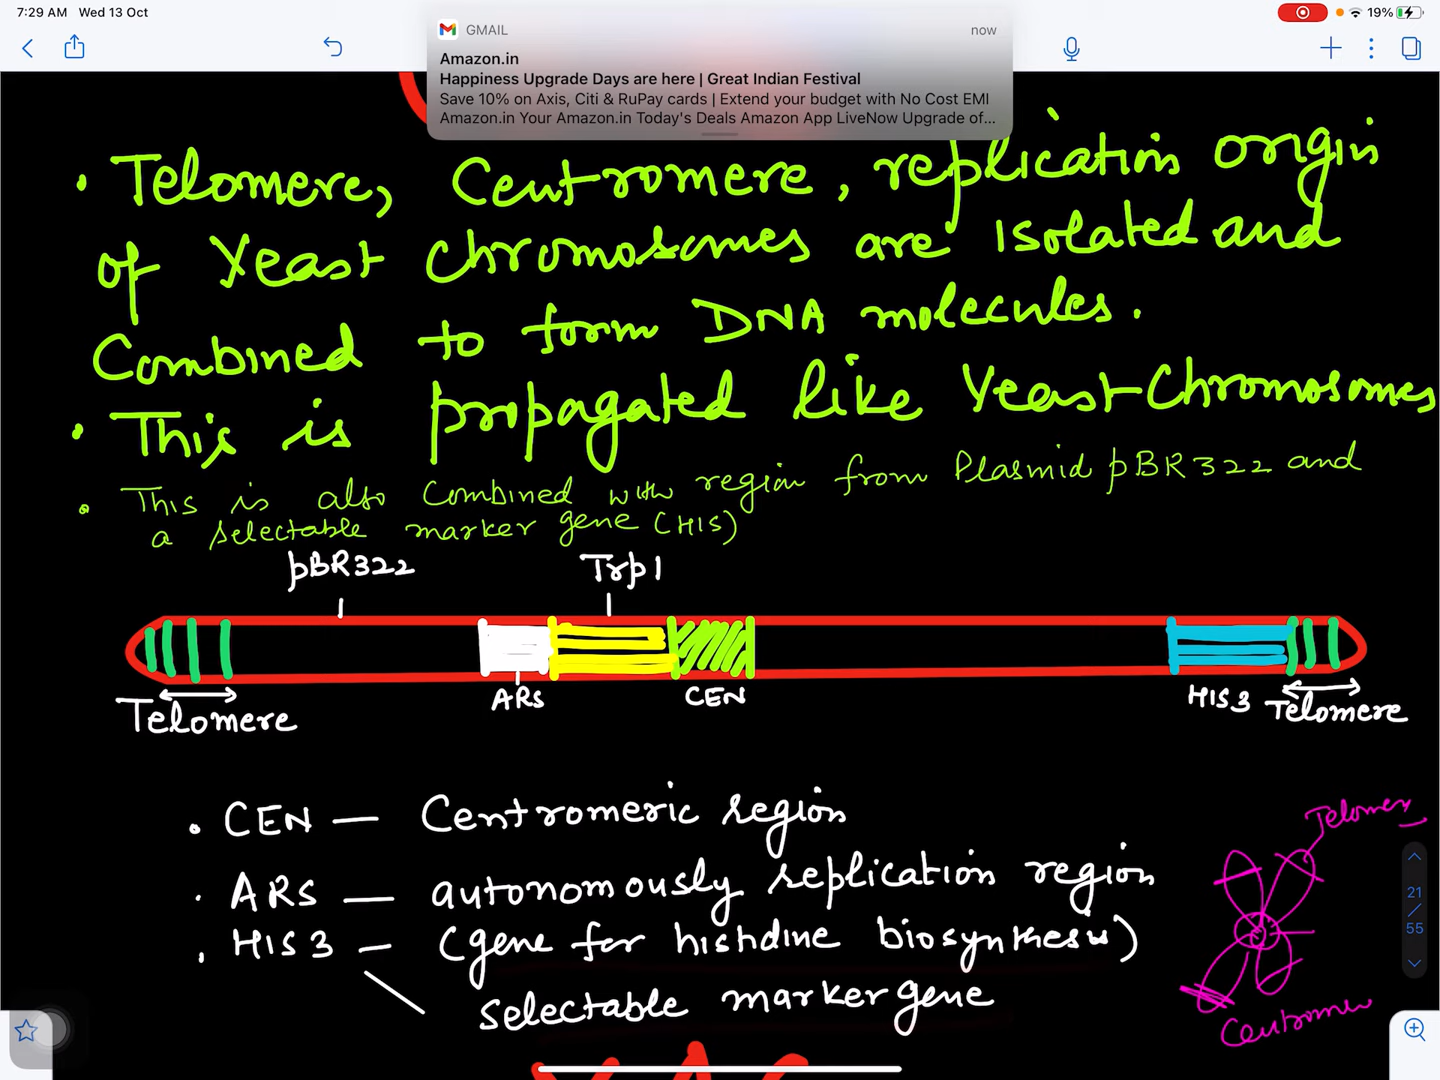 7:29 AM Wed 13 Oct
19%
GMAIL
now
Amazon.in
Happiness Upgrade Days are here | Great Indian Festival
Save 10% on Axis, Citi & RuPay cards | Extend your budget with No Cost EMI
Amazon.in Your Amazon.in Today's Deals Amazon App LiveNow Upgrade of...
• Telomere, Centromere, replication origin
of Yeast Chromosomes are isolated and
Combined to form DNA molecules.
• This is propagated like Yeast Chromosomes
• This is also combined with region from Plasmid pBR322 and
a selectable marker gene (HIS)
pBR322 Trp1
Telomere ARS CEN HIS3 Telomere
• CEN — Centromeric region
• ARS — autonomously replication region
• HIS3 — (gene for histidine biosynthesis)
selectable marker gene
Telomere
Centromere
21
/
55
YAC